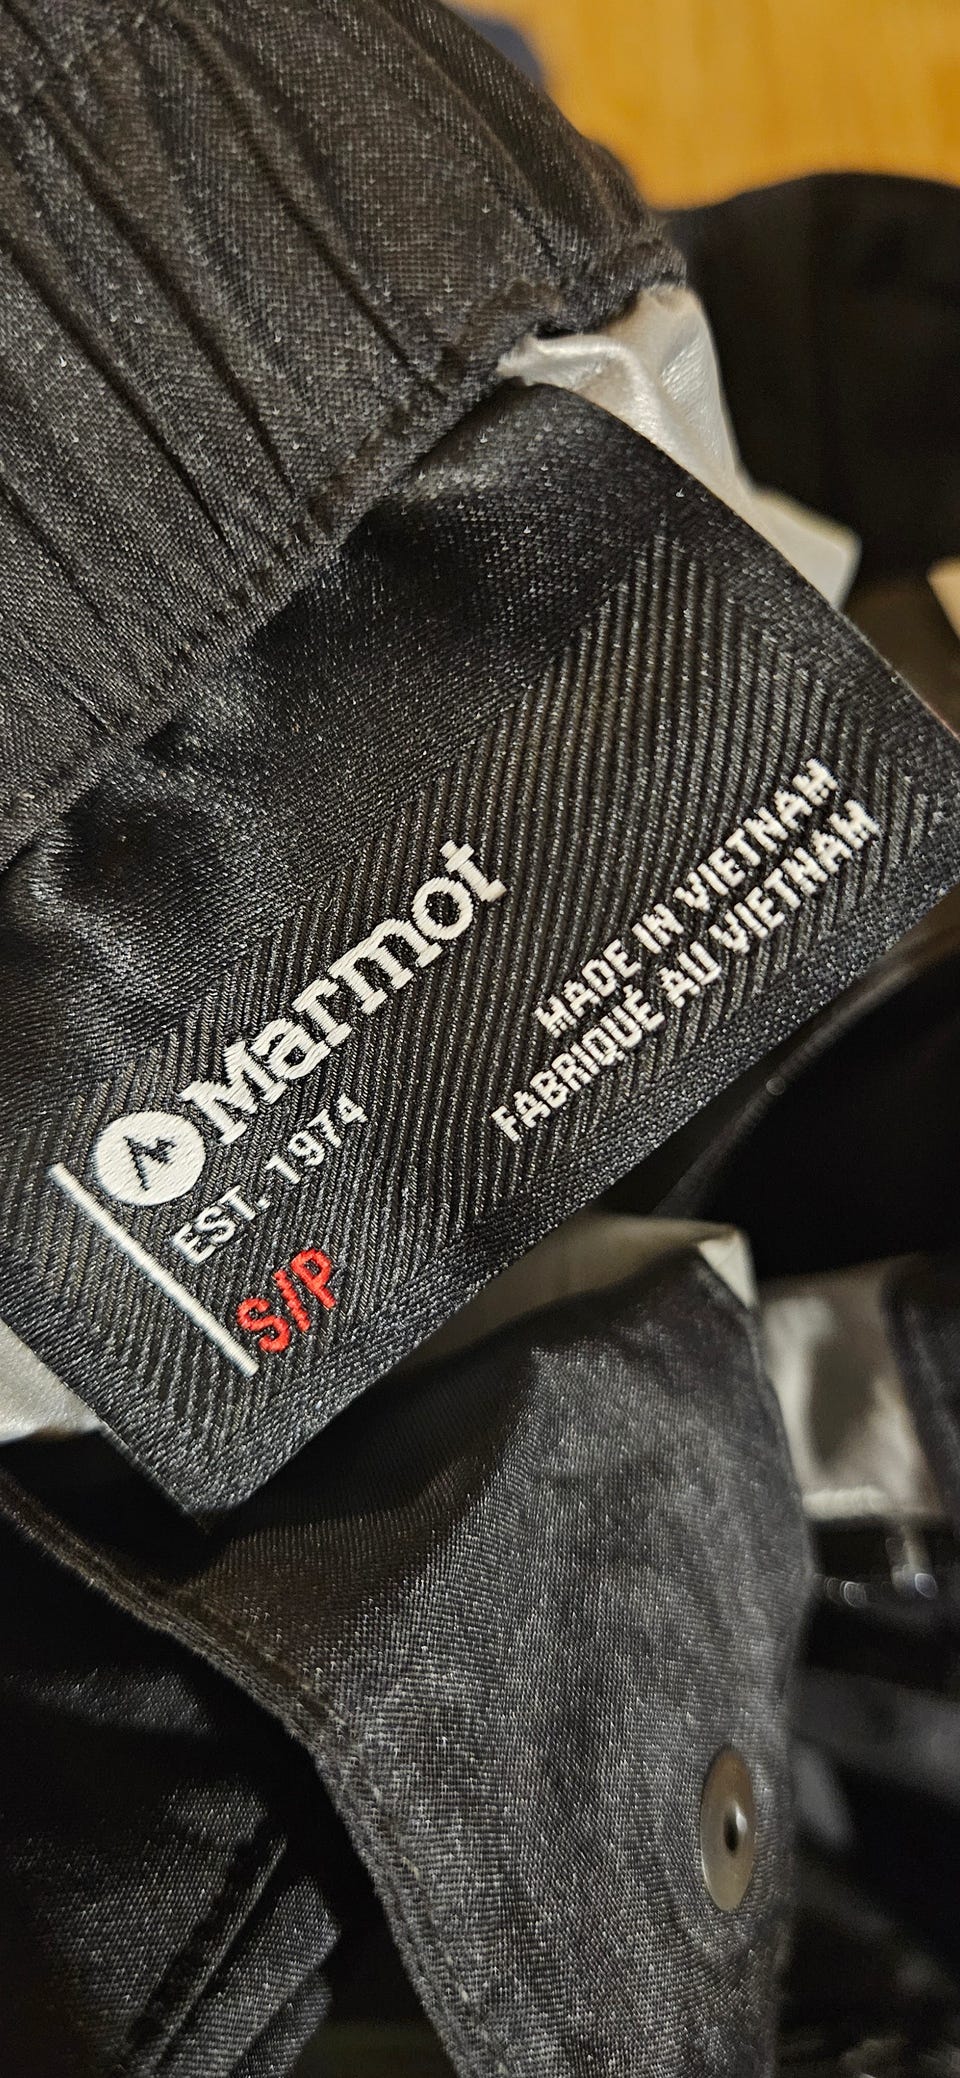 Marmot
EST. 1974
S/P
MADE IN VIETNAM
FABRIQUÉ AU VIETNAM